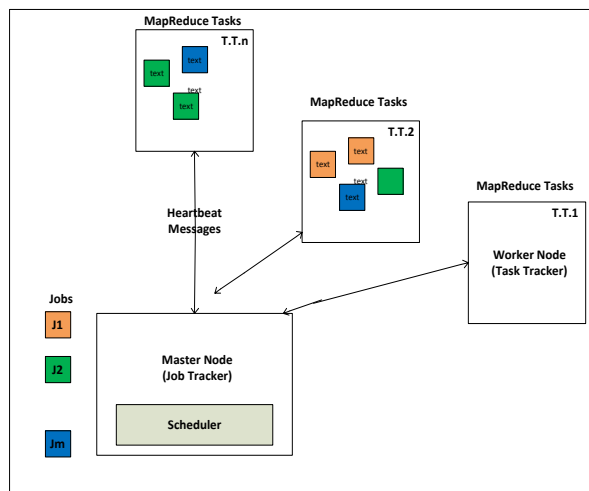 MapReduce Tasks
T.T.n
text
text
text
text
MapReduce Tasks
T.T.2
text
text
text
text
text
MapReduce Tasks
T.T.1
Worker Node
(Task Tracker)
Heartbeat
Messages
Jobs
J1
J2
Jm
Master Node
(Job Tracker)
Scheduler